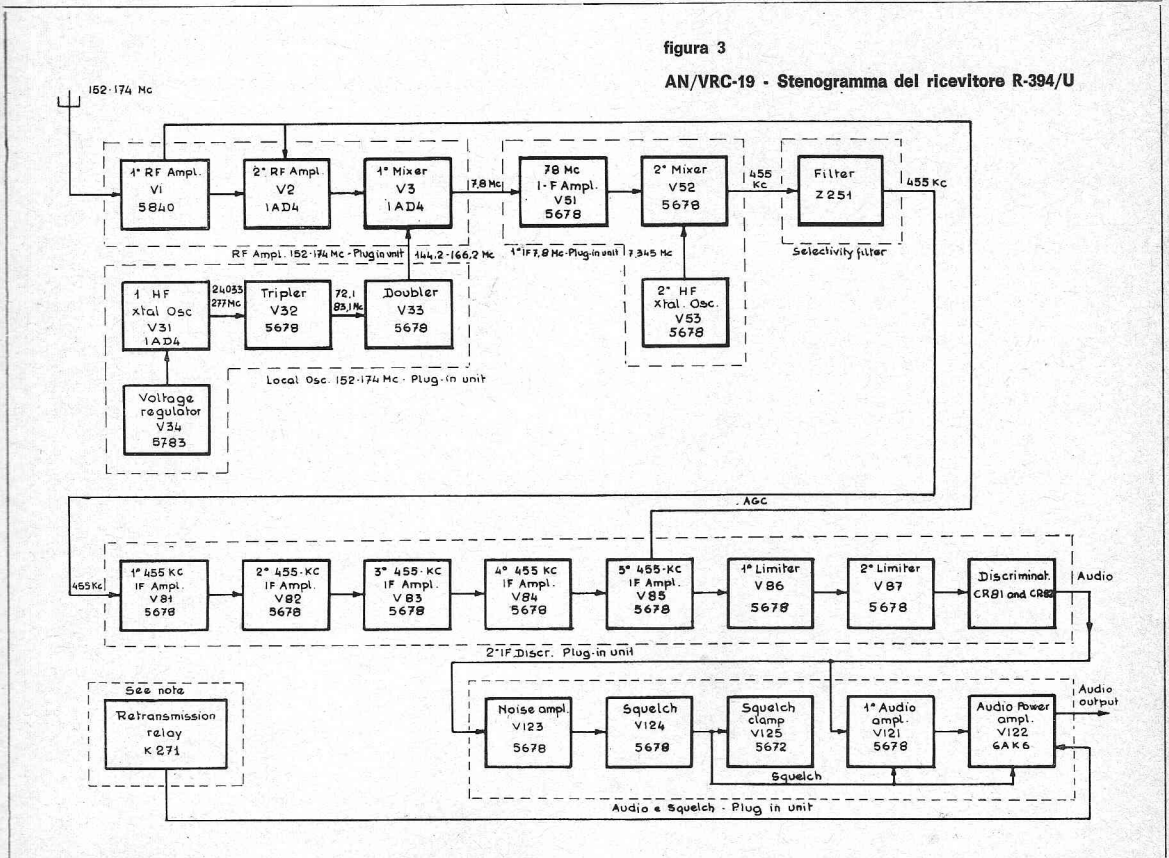 figura 3
AN/VRC-19 - Stenogramma del ricevitore R-394/U
152-174 Mc
1° RF Ampl.
V1
5840
2° RF Ampl.
V2
1AD4
1° Mixer
V3
1AD4
7,8 Mc
78 Mc
I-F Ampl.
V51
5678
2° Mixer
V52
5678
455
Kc
Filter
Z251
455 Kc
RF Ampl. 152-174 Mc - Plug in unit
144,2-166,2 Mc
1° IF 7,8 Mc-Plug-in unit
7,345 Mc
Selectivity filter
1 HF
Xtal Osc
V31
1AD4
24033
277 Mc
Tripler
V32
5678
72,1
83,1 Mc
Doubler
V33
5678
2° HF
Xtal. Osc.
V53
5678
Local Osc. 152-174 Mc - Plug-in unit
Voltage
regulator
V34
5783
. AGC
455 Kc
1° 455 KC
IF Ampl.
V81
5678
2° 455-KC
IF Ampl.
V82
5678
3° 455-KC
IF Ampl.
V83
5678
4° 455 KC
IF Ampl.
V84
5678
5° 455-KC
IF Ampl.
V85
5678
1° Limiter
V86
5678
2° Limiter
V87
5678
Discriminat.
CR81 and CR82
Audio
2° IF.Discr. Plug-in unit
See note
Retransmission
relay
K 271
Noise ampl.
V123
5678
Squelch
V124
5678
Squelch
clamp
V125
5672
1° Audio
ampl.
V121
5678
Audio Power
ampl.
V122
6AK6
Audio
output
Squelch
Audio e Squelch - Plug in unit